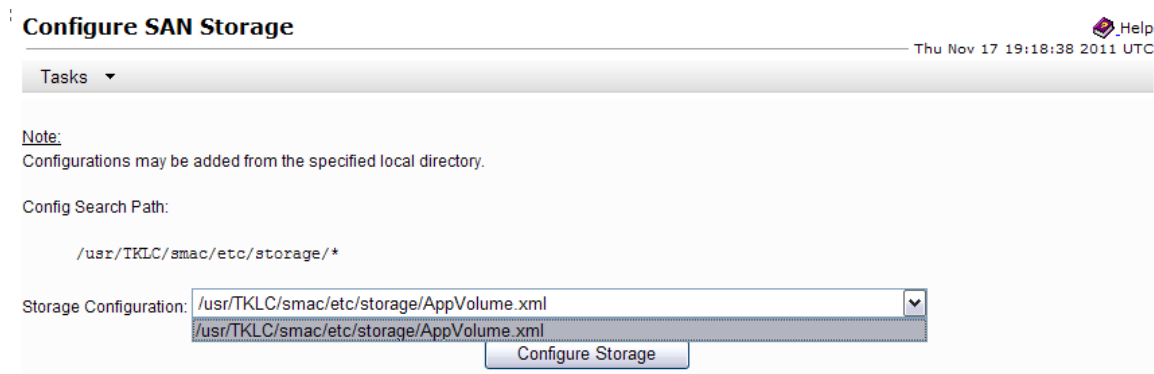 Configure SAN Storage
Help
Thu Nov 17 19:18:38 2011 UTC
Tasks
Note:
Configurations may be added from the specified local directory.
Config Search Path:
/usr/TKLC/smac/etc/storage/*
Storage Configuration: /usr/TKLC/smac/etc/storage/AppVolume.xml
/usr/TKLC/smac/etc/storage/AppVolume.xml
Configure Storage